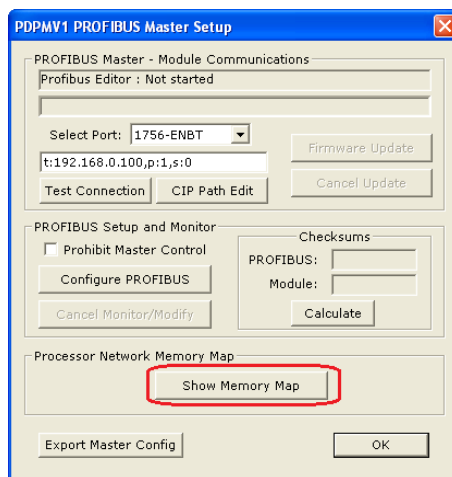 PDPMV1 PROFIBUS Master Setup
PROFIBUS Master - Module Communications
Profibus Editor : Not started
Select Port: 1756-ENBT
Firmware Update
t:192.168.0.100,p:1,s:0
Test Connection CIP Path Edit Cancel Update
PROFIBUS Setup and Monitor
Checksums
Prohibit Master Control
PROFIBUS:
Configure PROFIBUS
Module:
Cancel Monitor/Modify Calculate
Processor Network Memory Map
Show Memory Map
Export Master Config OK